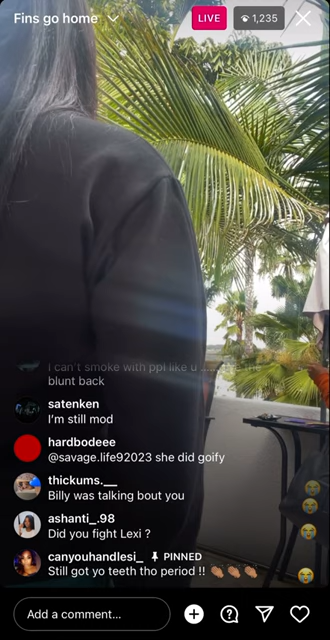 Fins go home
LIVE
1,235
I can't smoke with ppl like u
blunt back
satenken
I'm still mod
hardbodeee
@savage.life92023 she did goify
thickums.__
Billy was talking bout you
ashanti_.98
Did you fight Lexi ?
canyouhandlesi_ PINNED
Still got yo teeth tho period !! 👏🏼👏🏼👏🏼
Add a comment...